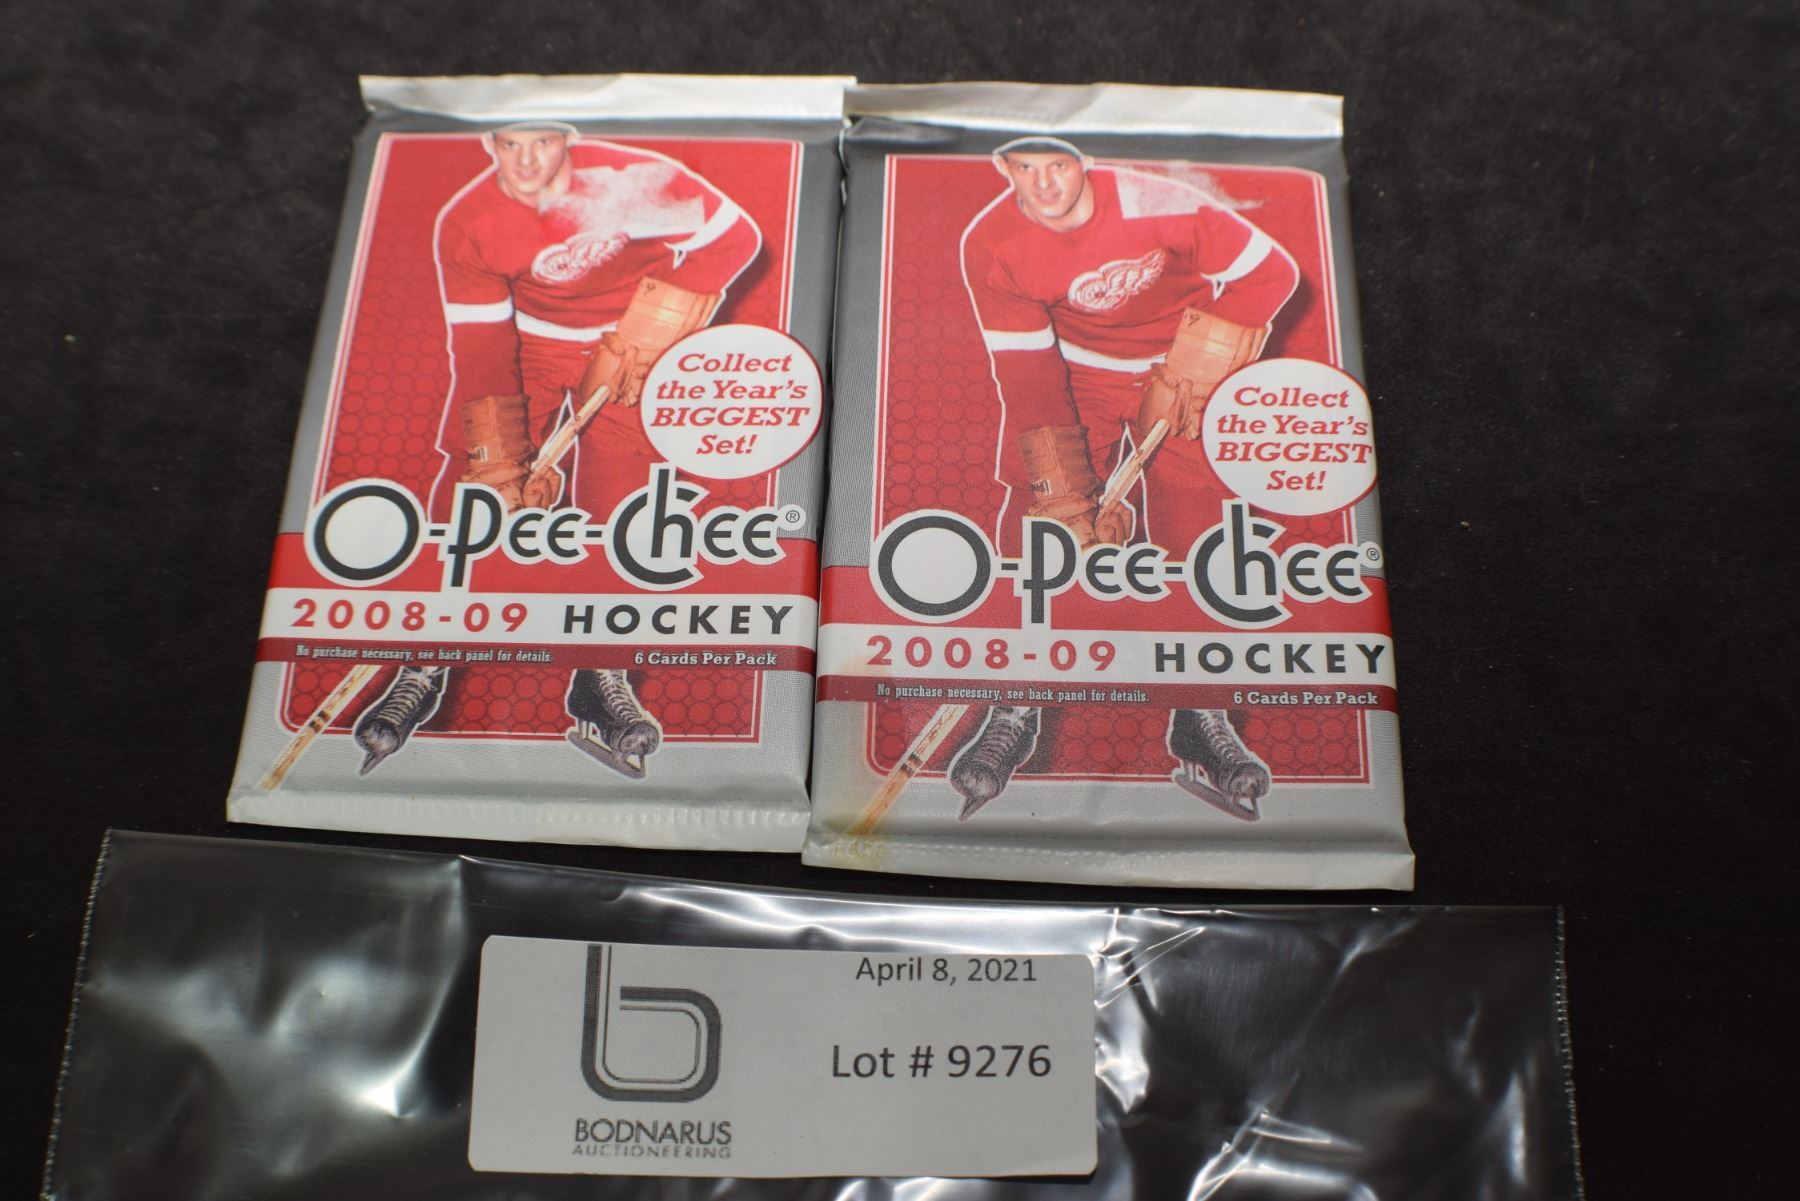 Collect
the Year's
BIGGEST
Set!
O-Pee-Chee®
2008-09 HOCKEY
No purchase necessary, see back panel for details.
6 Cards Per Pack
Collect
the Year's
BIGGEST
Set!
O-Pee-Chee®
2008-09 HOCKEY
No purchase necessary, see back panel for details.
6 Cards Per Pack
April 8, 2021
Lot # 9276
BODNARUS
AUCTIONEERING